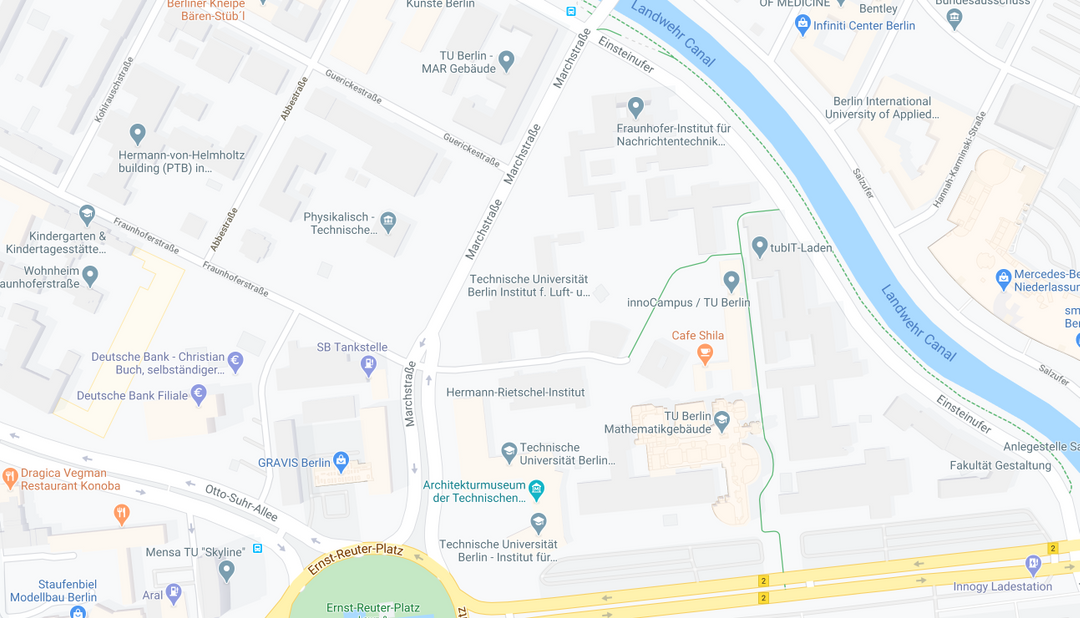 Berliner Kneipe
Bären-Stüb´l
Künste Berlin
OF MEDICINE
Bentley
Bundesausschuss
Infiniti Center Berlin
Landwehr Canal
TU Berlin -
MAR Gebäude
Marchstraße
Einsteinufer
Kohlrauschstraße
Abbestraße
Guerickestraße
Guerickestraße
Marchstraße
Fraunhofer-Institut für
Nachrichtentechnik...
Berlin International
University of Applied...
Hannah-Karminski-Straße
Salzufer
Hermann-von-Helmholtz
building (PTB) in...
Physikalisch -
Technische...
Marchstraße
Abbestraße
Fraunhoferstraße
Kindergarten &
Kindertagesstätte...
Fraunhoferstraße
Wohnheim
aunhoferstraße
tubIT-Laden
Technische Universität
Berlin Institut f. Luft- u...
innoCampus / TU Berlin
Mercedes-Be
Niederlassun
sm
Be
Landwehr Canal
Cafe Shila
SB Tankstelle
Deutsche Bank - Christian
Buch, selbständiger...
Deutsche Bank Filiale
Marchstraße
Hermann-Rietschel-Institut
Salzufer
Einsteinufer
TU Berlin
Mathematikgebäude
Anlegestelle Sa
Fakultät Gestaltung
Technische
Universität Berlin...
GRAVIS Berlin
Dragica Vegman
Restaurant Konoba
Otto-Suhr-Allee
Architekturmuseum
der Technischen...
Technische Universität
Berlin - Institut für...
Ernst-Reuter-Platz
Mensa TU "Skyline"
2
2
2
Innogy Ladestation
Staufenbiel
Modellbau Berlin
Aral
Ernst-Reuter-Platz
tz